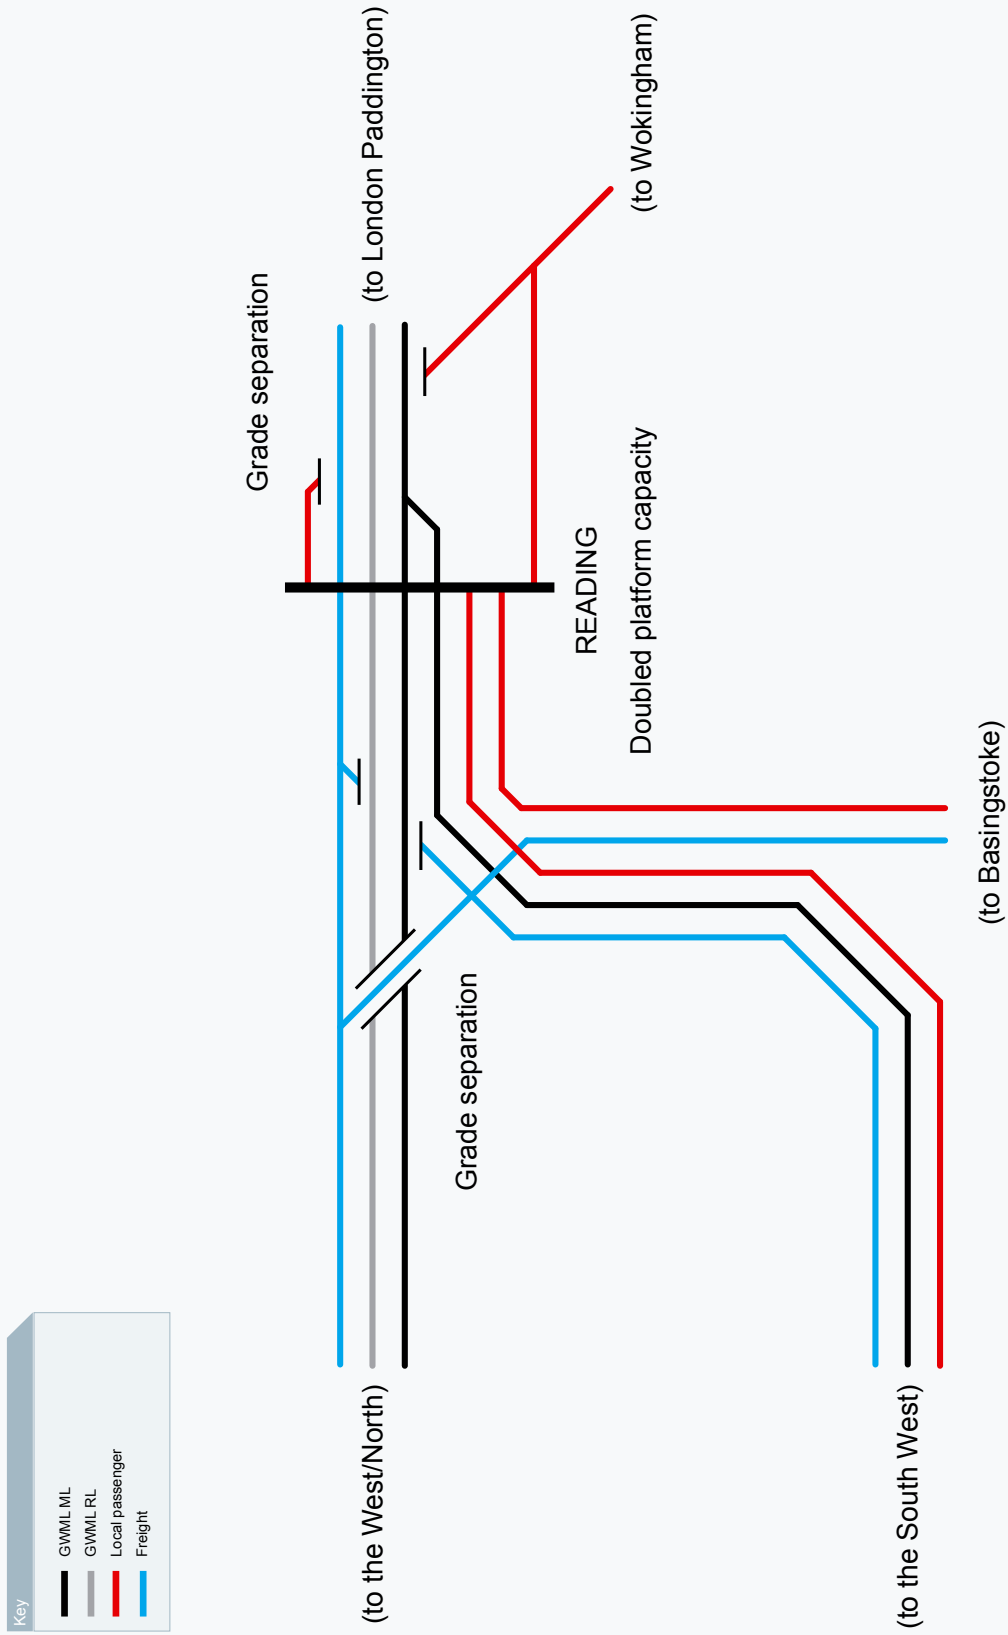 Grade separation
(to London Paddington)
(to Wokingham)
READING
Doubled platform capacity
Grade separation
(to Basingstoke)
(to the West/North)
(to the South West)
Key
GWML ML
GWML RL
Local passenger
Freight